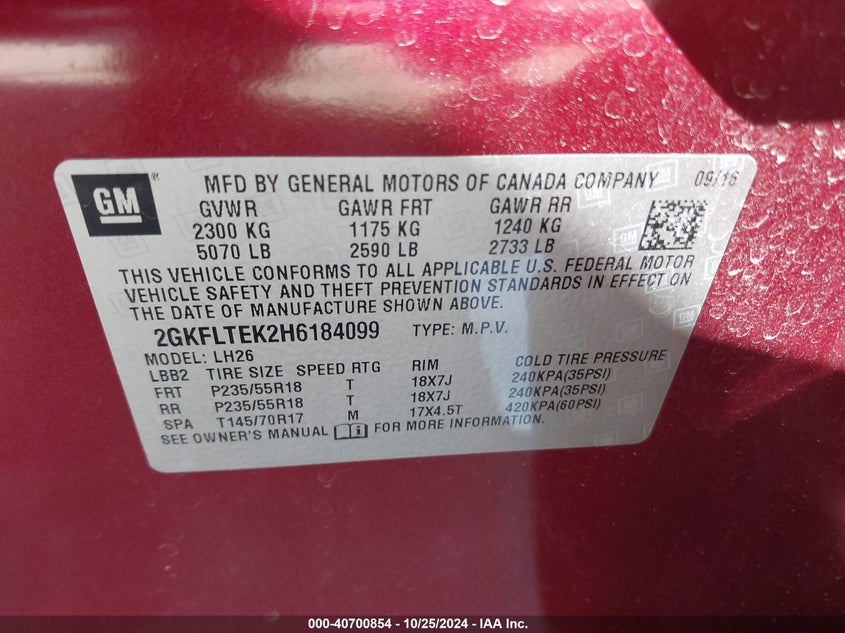 GM ® MFD BY GENERAL MOTORS OF CANADA COMPANY 09/16
GVWR GAWR FRT GAWR RR
2300 KG 1175 KG 1240 KG
5070 LB 2590 LB 2733 LB
THIS VEHICLE CONFORMS TO ALL APPLICABLE U.S. FEDERAL MOTOR
VEHICLE SAFETY AND THEFT PREVENTION STANDARDS IN EFFECT ON
THE DATE OF MANUFACTURE SHOWN ABOVE.
2GKFLTEK2H6184099 TYPE: M.P.V.
MODEL: LH26
LBB2 TIRE SIZE SPEED RTG RIM COLD TIRE PRESSURE
FRT P235/55R18 T 18X7J 240KPA(35PSI)
RR P235/55R18 T 18X7J 240KPA(35PSI)
SPA T145/70R17 M 17X4.5T 420KPA(60PSI)
SEE OWNER'S MANUAL FOR MORE INFORMATION.
000-40700854 - 10/25/2024 - IAA Inc.